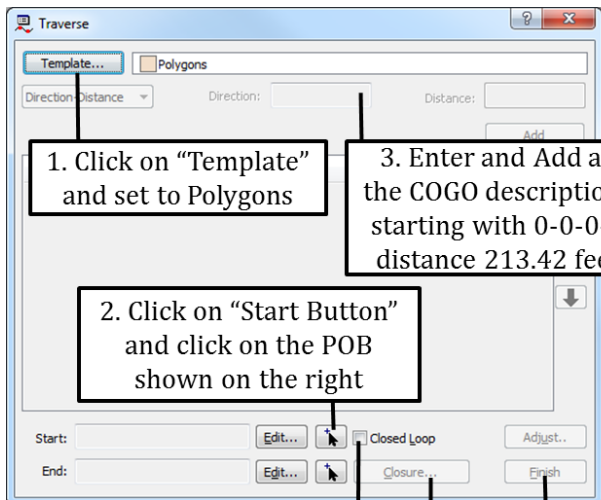 Traverse
Template...
Polygons
Direction-Distance
Direction:
Distance:
Add
1. Click on “Template”
and set to Polygons
3. Enter and Add a
the COGO descriptio
starting with 0-0-0-
distance 213.42 fee
2. Click on “Start Button”
and click on the POB
shown on the right
Start:
Edit...
Closed Loop
Adjust..
End:
Edit...
Closure...
Finish